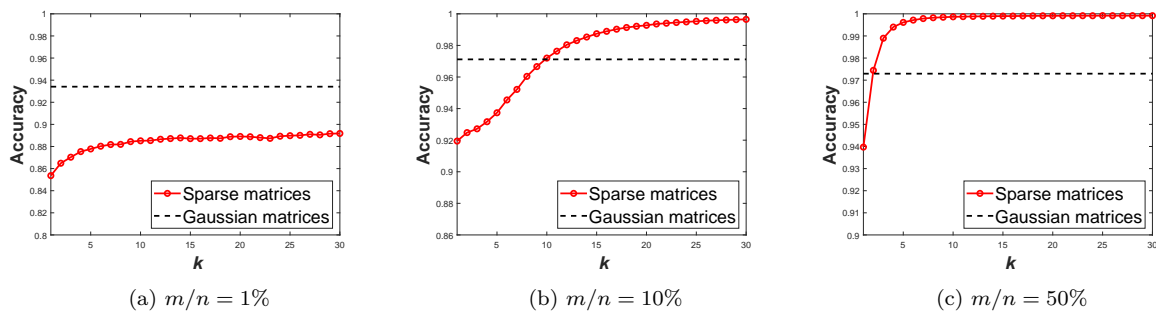 Accuracy
1
0.98
0.96
0.94
0.92
0.9
0.88
0.86
0.84
0.82
0.8
5 10 15 20 25 30
k
Sparse matrices
Gaussian matrices
(a) m/n = 1%
Accuracy
1
0.98
0.96
0.94
0.92
0.9
0.88
0.86
5 10 15 20 25 30
k
Sparse matrices
Gaussian matrices
(b) m/n = 10%
Accuracy
1
0.99
0.98
0.97
0.96
0.95
0.94
0.93
0.92
0.91
0.9
5 10 15 20 25 30
k
Sparse matrices
Gaussian matrices
(c) m/n = 50%